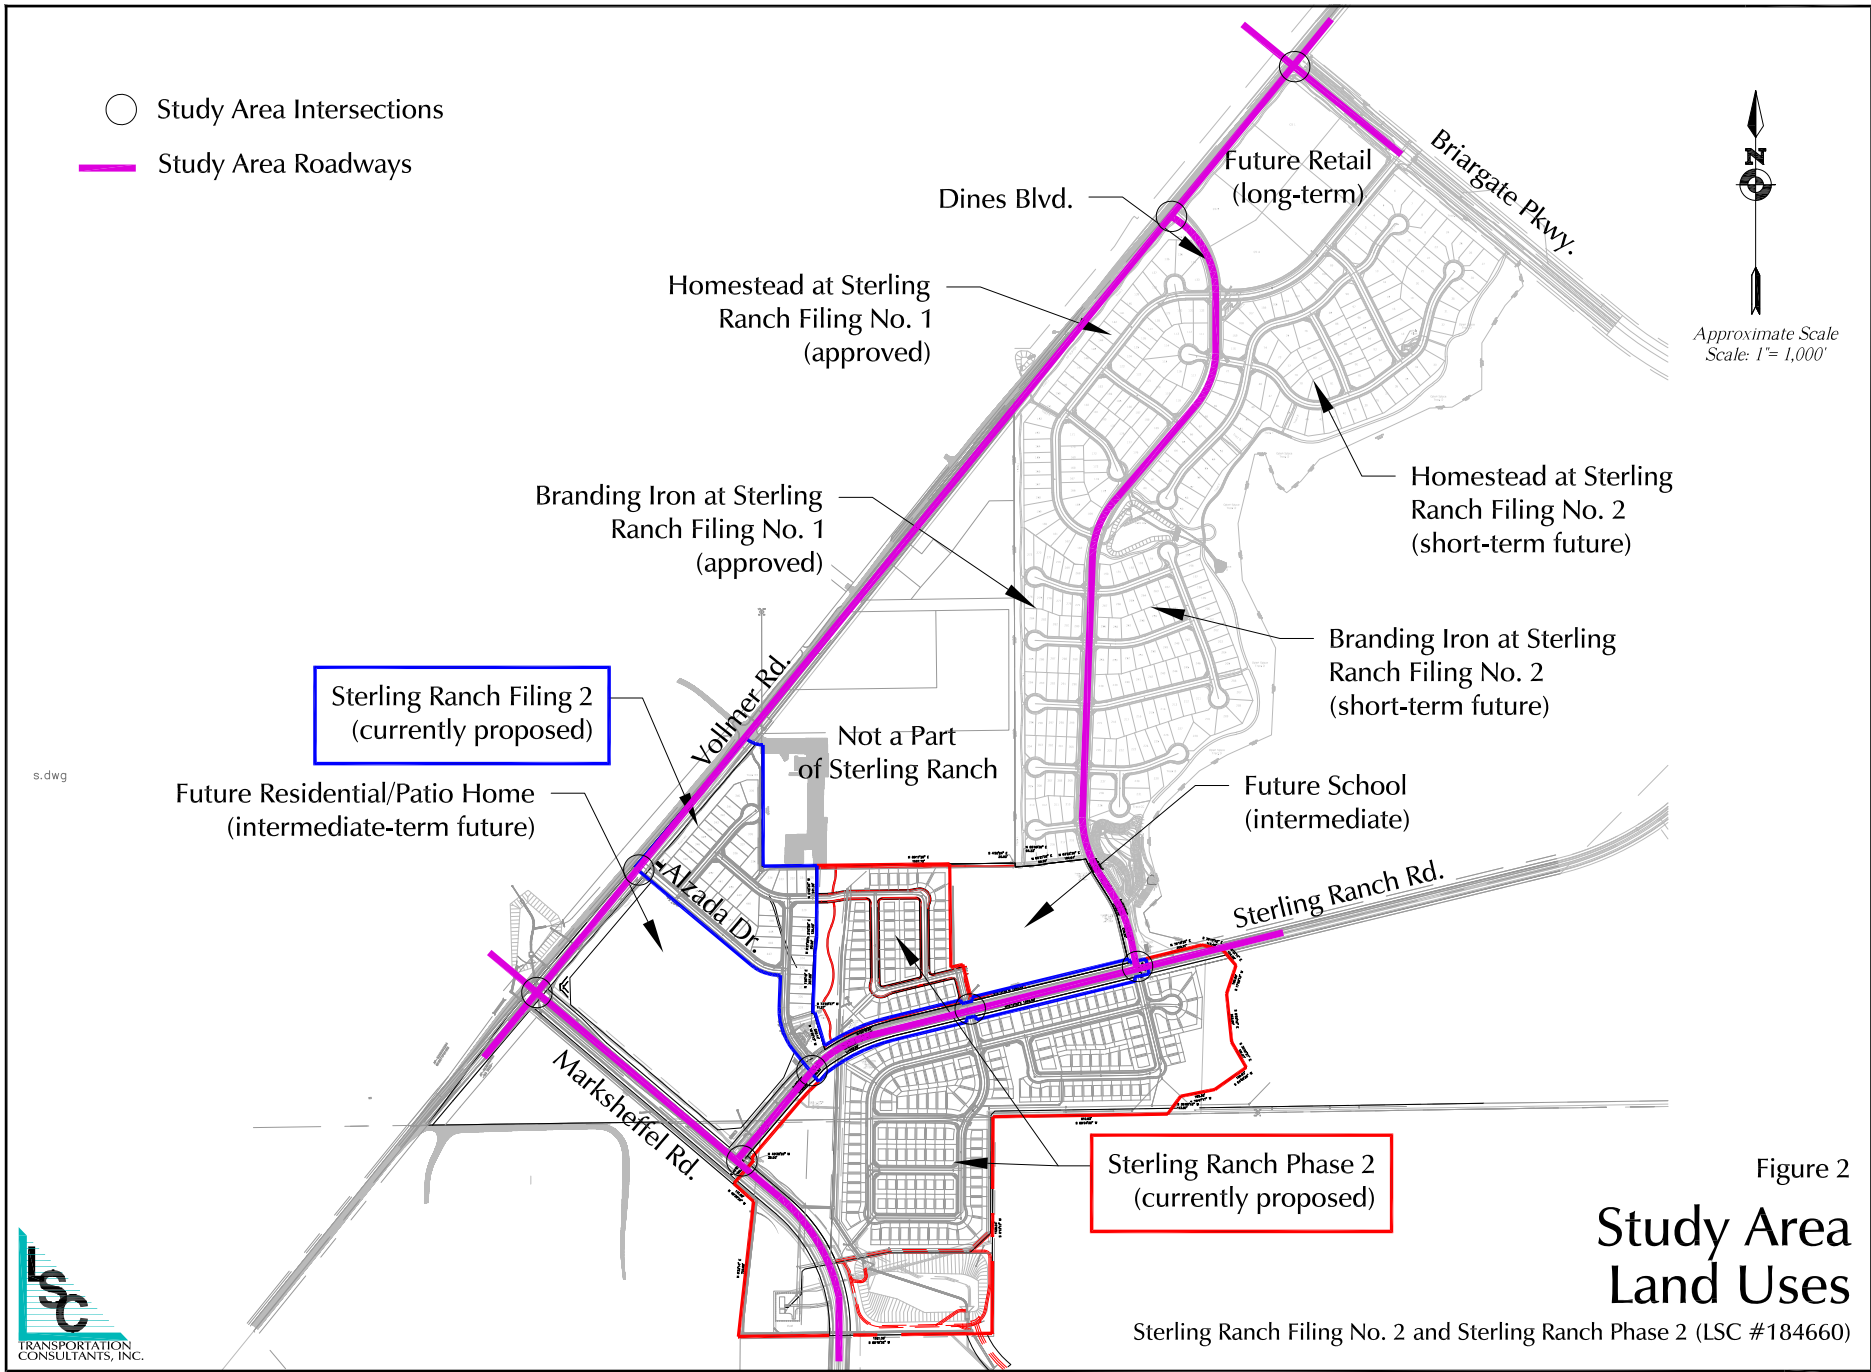 Study Area Intersections
Study Area Roadways
Briargate Pkwy.
N
Approximate Scale
Scale: 1"= 1,000'
Future Retail
(long-term)
Dines Blvd.
Homestead at Sterling
Ranch Filing No. 1
(approved)
Homestead at Sterling
Ranch Filing No. 2
(short-term future)
Branding Iron at Sterling
Ranch Filing No. 1
(approved)
Branding Iron at Sterling
Ranch Filing No. 2
(short-term future)
Vollmer Rd.
Sterling Ranch Filing 2
(currently proposed)
Not a Part
of Sterling Ranch
s.dwg
Future Residential/Patio Home
(intermediate-term future)
Future School
(intermediate)
Alzada Dr.
Sterling Ranch Rd.
Marksheffel Rd.
Sterling Ranch Phase 2
(currently proposed)
Figure 2
Study Area
Land Uses
Sterling Ranch Filing No. 2 and Sterling Ranch Phase 2 (LSC #184660)
LSC
TRANSPORTATION
CONSULTANTS, INC.